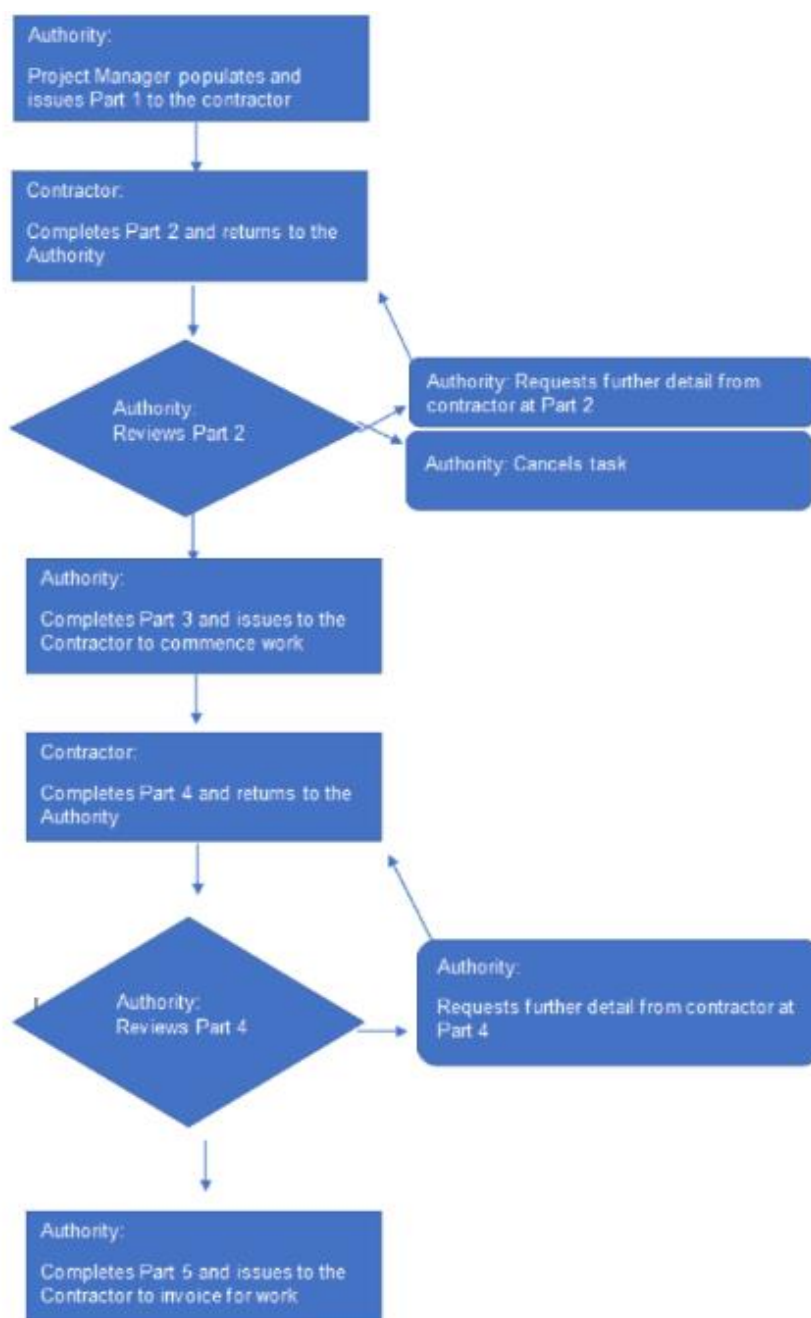 Authority:
Project Manager populates and
issues Part 1 to the contractor
Contractor:
Completes Part 2 and returns to the
Authority
Authority:
Reviews Part 2
Authority: Requests further detail from
contractor at Part 2
Authority: Cancels task
Authority:
Completes Part 3 and issues to the
Contractor to commence work
Contractor:
Completes Part 4 and returns to the
Authority
Authority:
Reviews Part 4
Authority:
Requests further detail from contractor at
Part 4
Authority:
Completes Part 5 and issues to the
Contractor to invoice for work